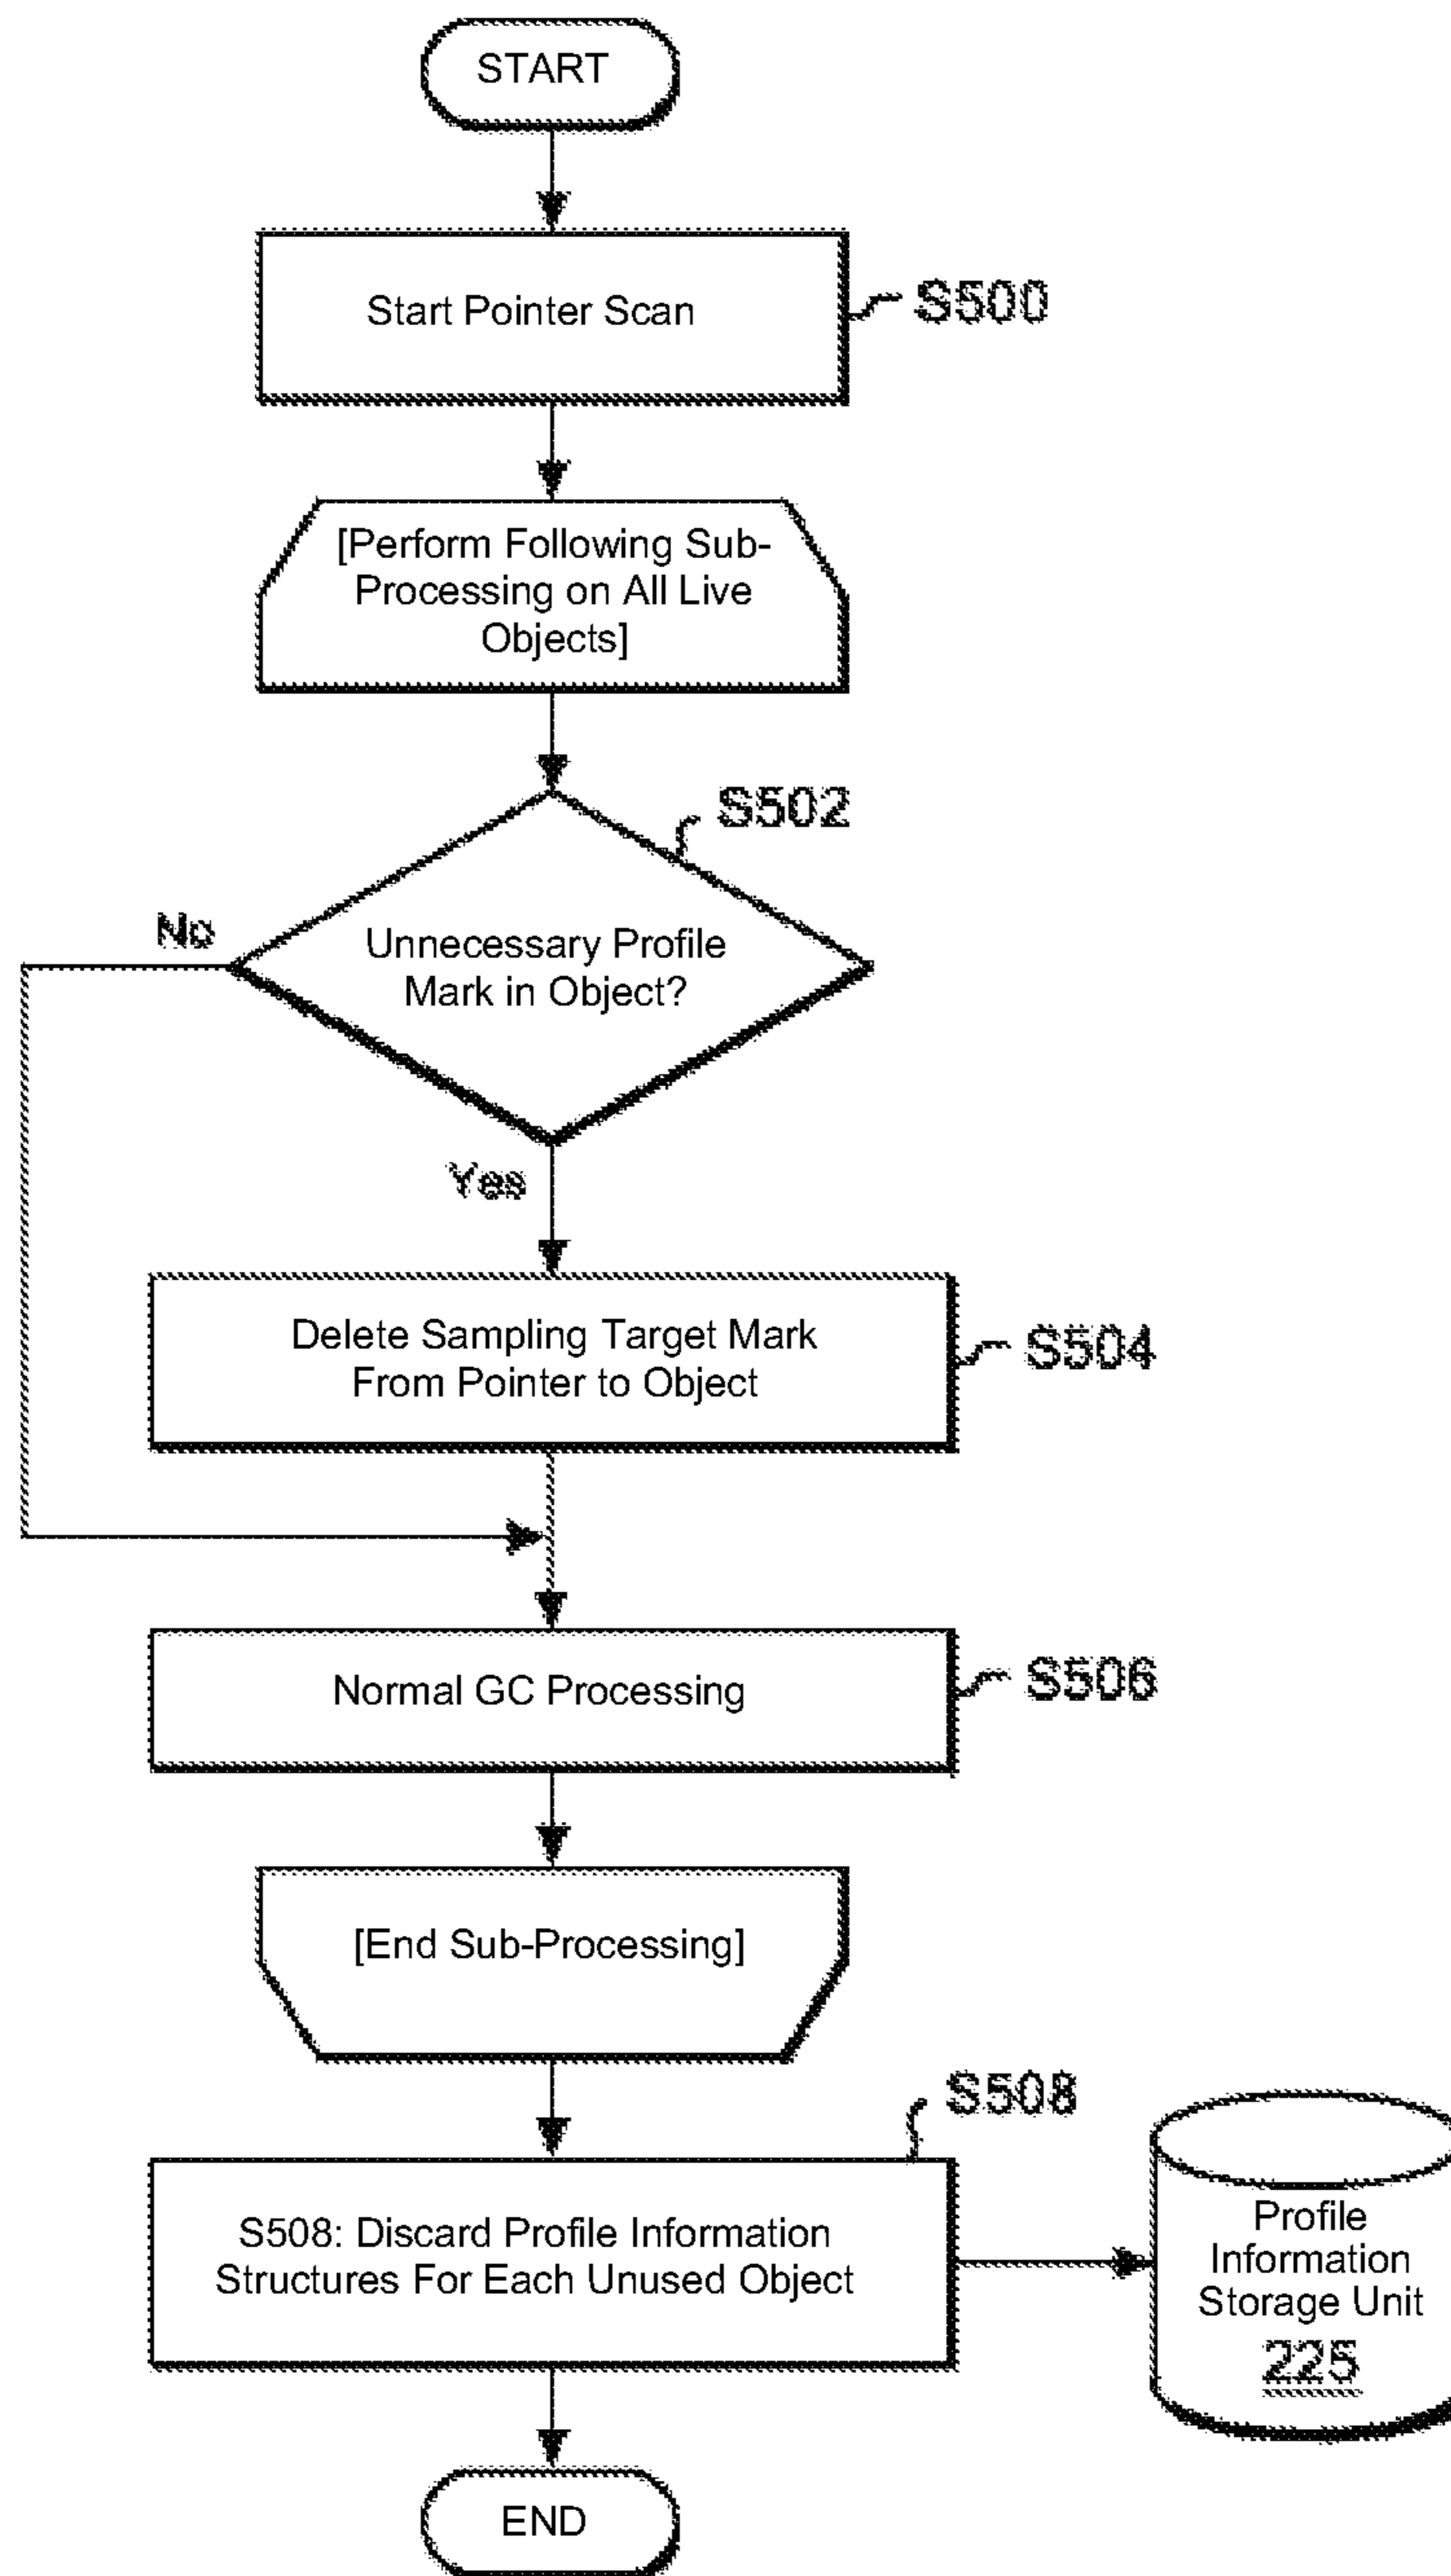 START
Start Pointer Scan
S500
[Perform Following Sub-
Processing on All Live
Objects]
S502
No
Unnecessary Profile
Mark in Object?
Yes
Delete Sampling Target Mark
From Pointer to Object
S504
Normal GC Processing
S506
[End Sub-Processing]
S508
S508: Discard Profile Information
Structures For Each Unused Object
Profile
Information
Storage Unit
225
END